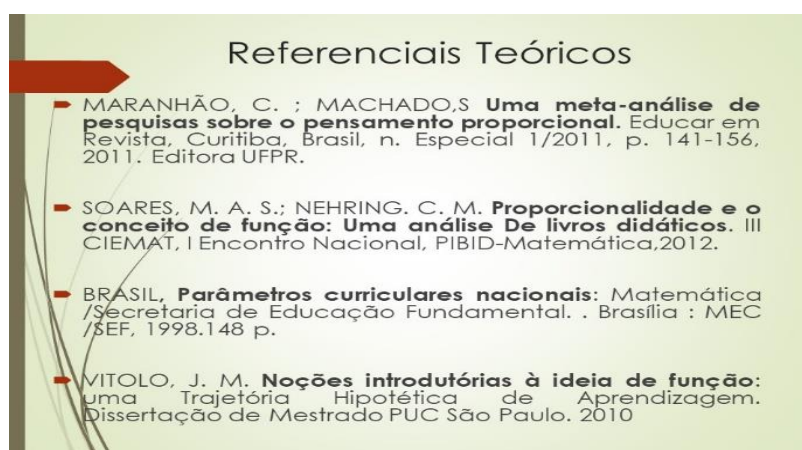 Referenciais Teóricos
MARANHÃO, C. ; MACHADO,S Uma meta-análise de
pesquisas sobre o pensamento proporcional. Educar em
Revista, Curitiba, Brasil, n. Especial 1/2011, p. 141-156,
2011. Editora UFPR.
SOARES, M. A. S.; NEHRING. C. M. Proporcionalidade e o
conceito de função: Uma análise De livros didáticos. III
CIEMAT, I Encontro Nacional, PIBID-Matemática,2012.
BRASIL, Parâmetros curriculares nacionais: Matemática
/Secretaria de Educação Fundamental. . Brasília : MEC
/SEF, 1998.148 p.
VITOLO, J. M. Noções introdutórias à ideia de função:
uma Trajetória Hipotética de Aprendizagem.
Dissertação de Mestrado PUC São Paulo. 2010